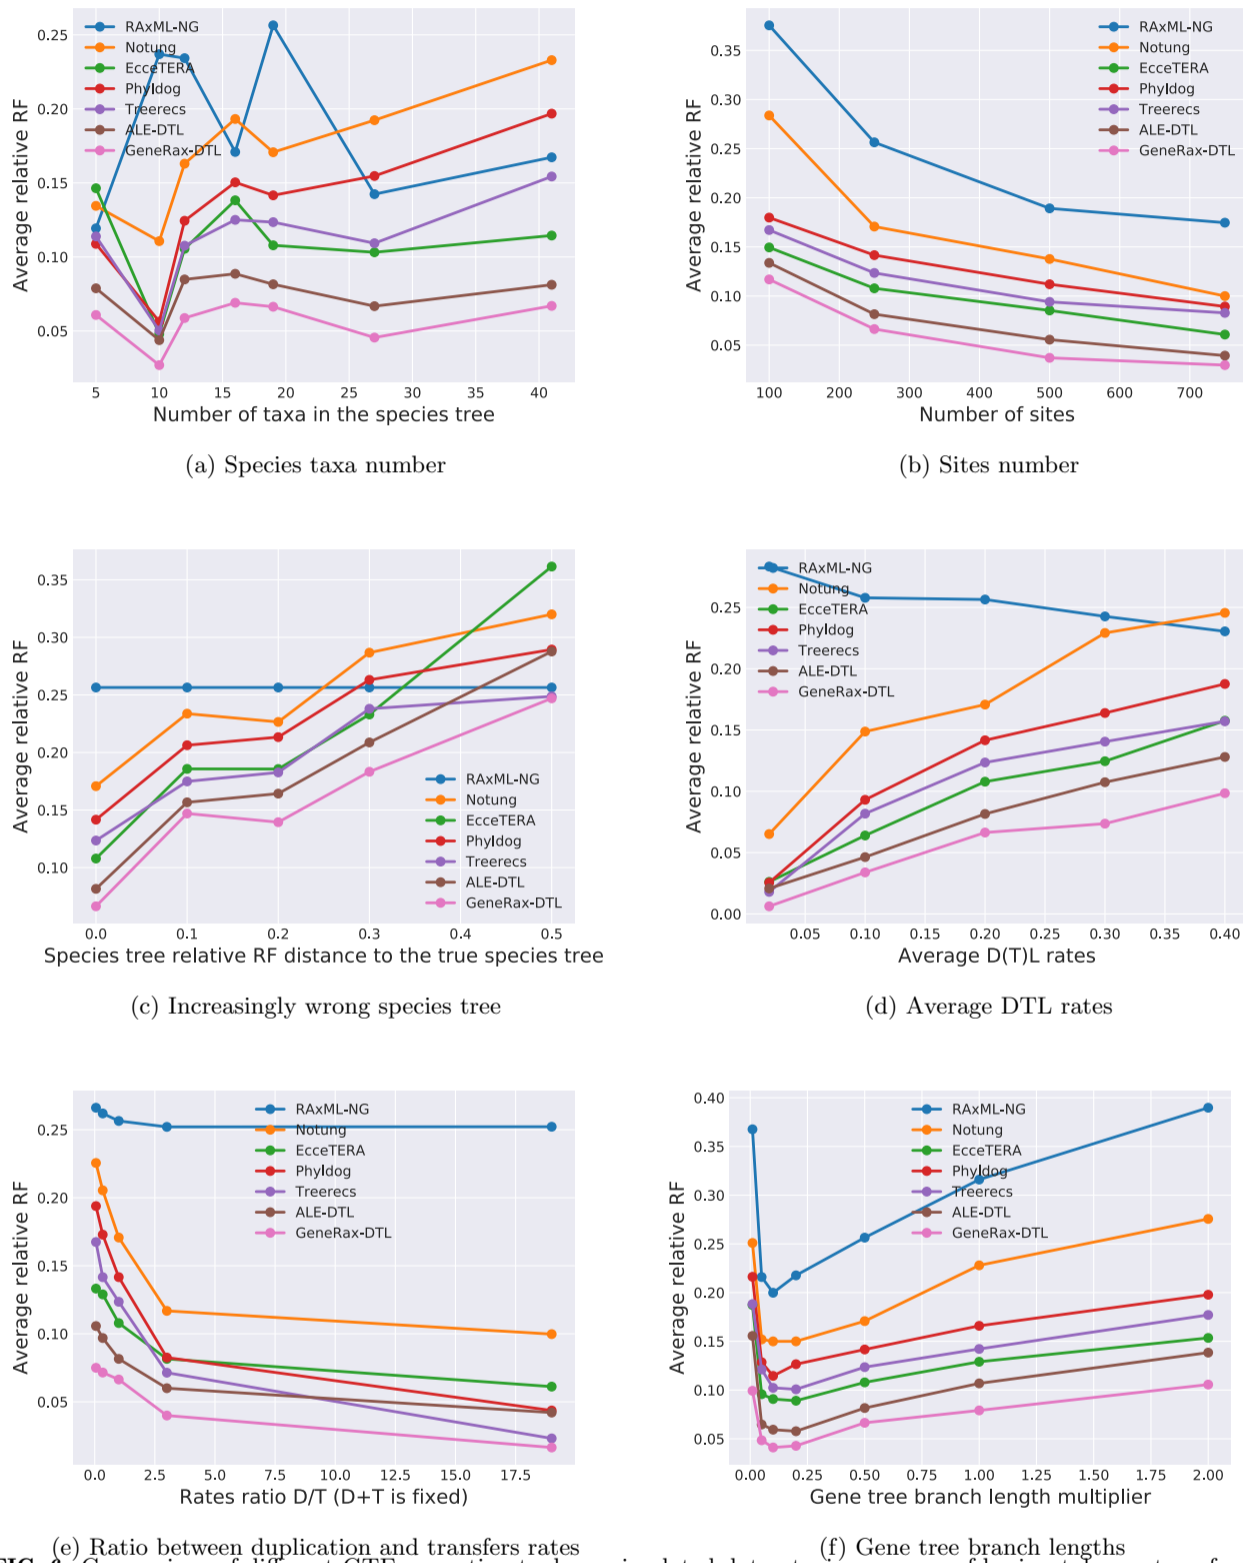 RAxML-NG
Notung
EcceTERA
Phyldog
Treerecs
ALE-DTL
GeneRax-DTL
0.25
0.20
0.15
0.10
0.05
Average relative RF
5 10 15 20 25 30 35 40
Number of taxa in the species tree
(a) Species taxa number
RAxML-NG
Notung
EcceTERA
Phyldog
Treerecs
ALE-DTL
GeneRax-DTL
0.35
0.30
0.25
0.20
0.15
0.10
0.05
Average relative RF
100 200 300 400 500 600 700
Number of sites
(b) Sites number
0.35
0.30
0.25
0.20
0.15
0.10
Average relative RF
RAxML-NG
Notung
EcceTERA
Phyldog
Treerecs
ALE-DTL
GeneRax-DTL
0.0 0.1 0.2 0.3 0.4 0.5
Species tree relative RF distance to the true species tree
(c) Increasingly wrong species tree
RAxML-NG
Notung
EcceTERA
Phyldog
Treerecs
ALE-DTL
GeneRax-DTL
0.25
0.20
0.15
0.10
0.05
0.00
Average relative RF
0.05 0.10 0.15 0.20 0.25 0.30 0.35 0.40
Average D(T)L rates
(d) Average DTL rates
RAxML-NG
Notung
EcceTERA
Phyldog
Treerecs
ALE-DTL
GeneRax-DTL
0.25
0.20
0.15
0.10
0.05
Average relative RF
0.0 2.5 5.0 7.5 10.0 12.5 15.0 17.5
Rates ratio D/T (D+T is fixed)
(e) Ratio between duplication and transfers rates
RAxML-NG
Notung
EcceTERA
Phyldog
Treerecs
ALE-DTL
GeneRax-DTL
0.40
0.35
0.30
0.25
0.20
0.15
0.10
0.05
Average relative RF
0.00 0.25 0.50 0.75 1.00 1.25 1.50 1.75 2.00
Gene tree branch length multiplier
(f) Gene tree branch lengths